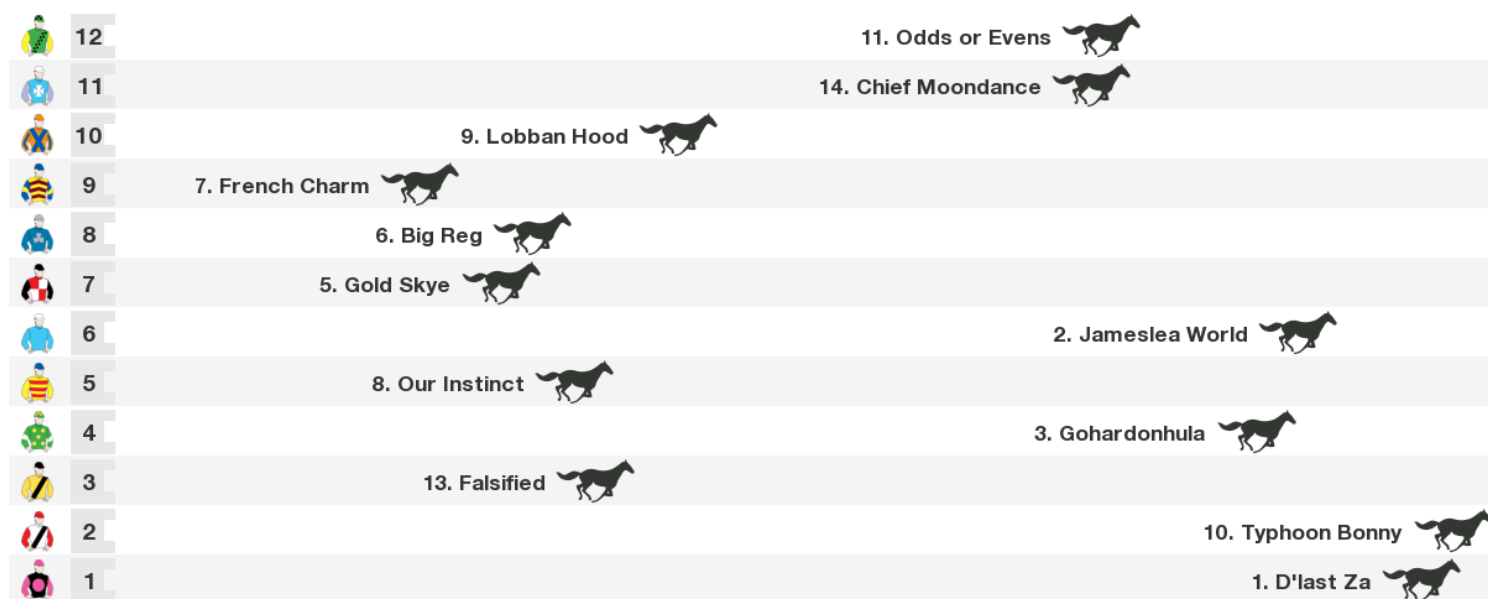 12 11. Odds or Evens
11 14. Chief Moondance
10 9. Lobban Hood
9 7. French Charm
8 6. Big Reg
7 5. Gold Skye
6 2. Jameslea World
5 8. Our Instinct
4 3. Gohardonhula
3 13. Falsified
2 10. Typhoon Bonny
1 1. D'last Za